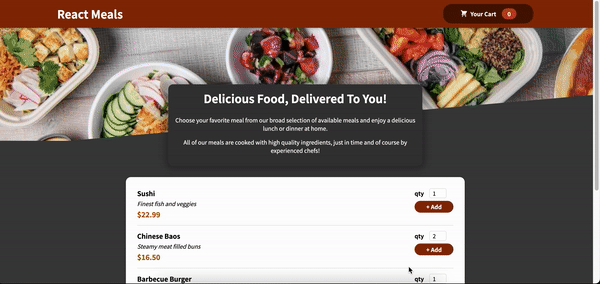 React Meals
Your Cart 0
Delicious Food, Delivered To You!
Choose your favorite meal from our broad selection of available meals and enjoy a delicious
lunch or dinner at home.
All of our meals are cooked with high quality ingredients, just in time and of course by
experienced chefs!
Sushi
qty 1
Finest fish and veggies
+ Add
$22.99
Chinese Baos
qty 2
Steamy meat filled buns
+ Add
$16.50
Barbecue Burger
qty 1